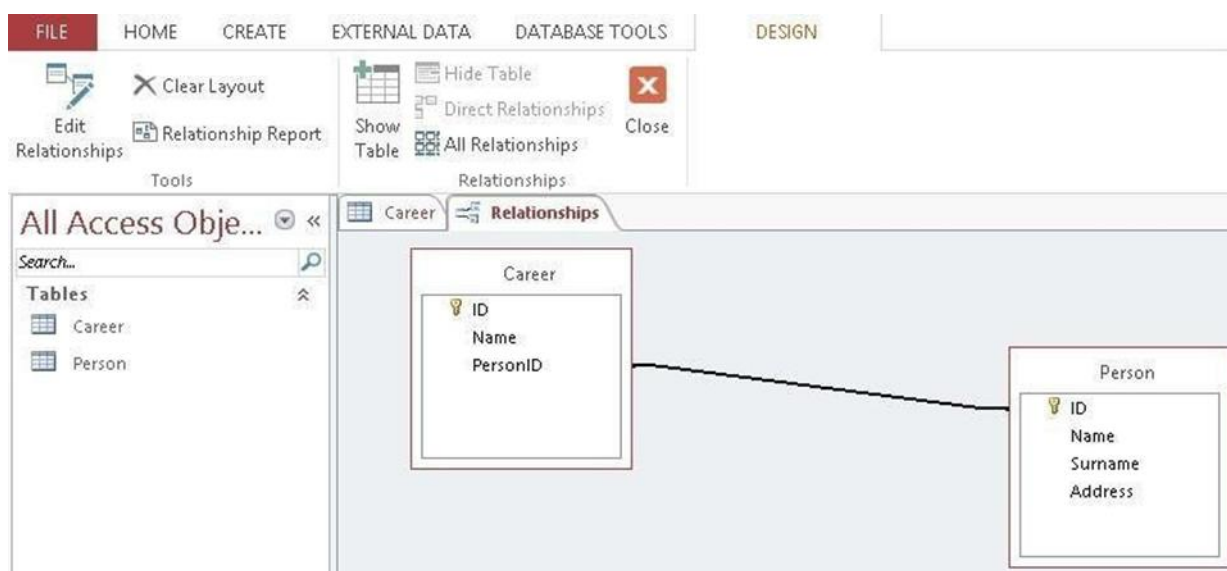 FILE HOME CREATE EXTERNAL DATA DATABASE TOOLS DESIGN
Edit
Relationships
Clear Layout
Relationship Report
Tools
Show
Table
Hide Table
Direct Relationships
All Relationships
Close
Relationships
All Access Obje...
Search...
Tables
Career
Person
Career Relationships
Career
ID
Name
PersonID
Person
ID
Name
Surname
Address